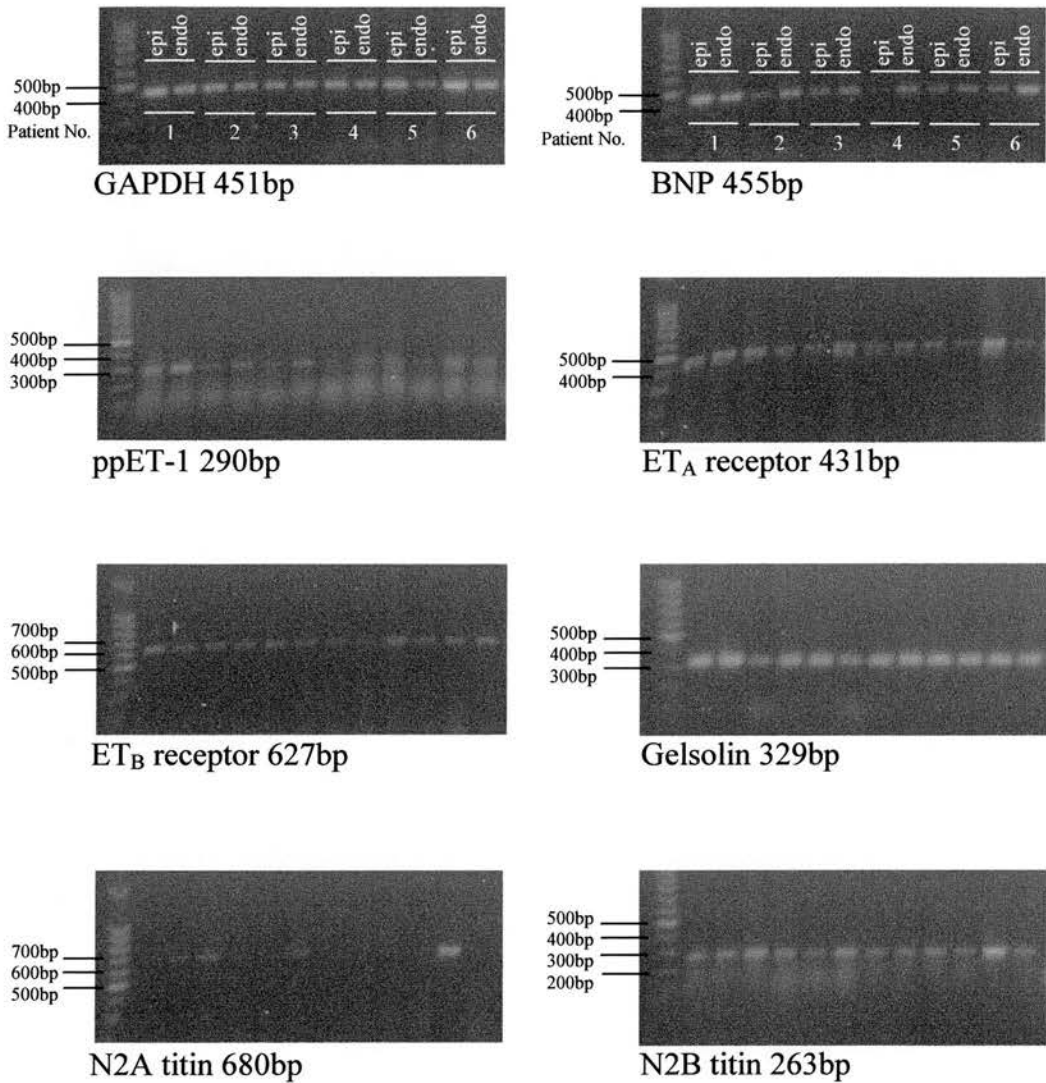 epi endo epi endo epi endo epi endo epi endo epi endo
500bp
400bp
Patient No. 1 2 3 4 5 6
GAPDH 451bp
epi endo epi endo epi endo epi endo epi endo epi endo
500bp
400bp
Patient No. 1 2 3 4 5 6
BNP 455bp
500bp
400bp
300bp
ppET-1 290bp
500bp
400bp
ETA receptor 431bp
700bp
600bp
500bp
ETB receptor 627bp
500bp
400bp
300bp
Gelsolin 329bp
700bp
600bp
500bp
N2A titin 680bp
500bp
400bp
300bp
200bp
N2B titin 263bp